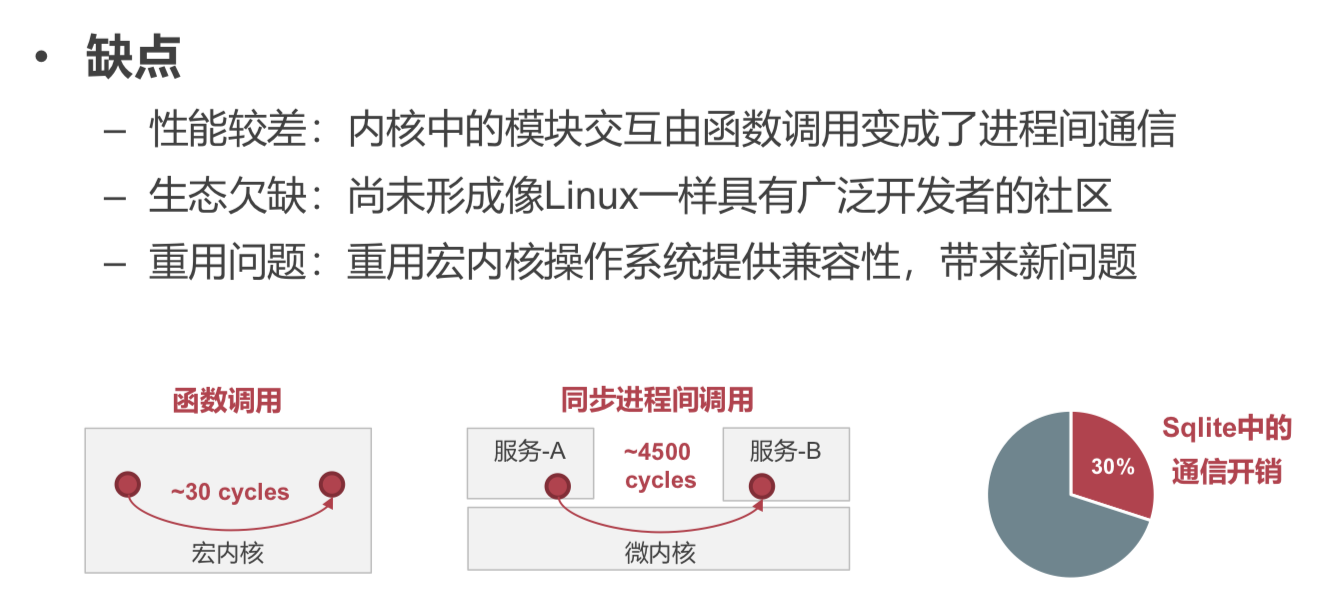 • 缺点
– 性能较差：内核中的模块交互由函数调用变成了进程间通信
– 生态欠缺：尚未形成像Linux一样具有广泛开发者的社区
– 重用问题：重用宏内核操作系统提供兼容性，带来新问题
函数调用
~30 cycles
宏内核
同步进程间调用
服务-A
~4500
cycles
服务-B
微内核
30%
Sqlite中的
通信开销